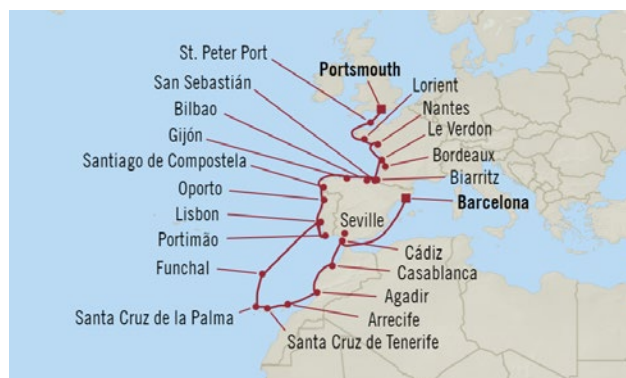 St. Peter Port
Portsmouth
San Sebastián
Lorient
Bilbao
Nantes
Gijón
Le Verdon
Santiago de Compostela
Bordeaux
Oporto
Biarritz
Lisbon
Barcelona
Portimão
Seville
Cádiz
Funchal
Casablanca
Agadir
Santa Cruz de la Palma
Arrecife
Santa Cruz de Tenerife